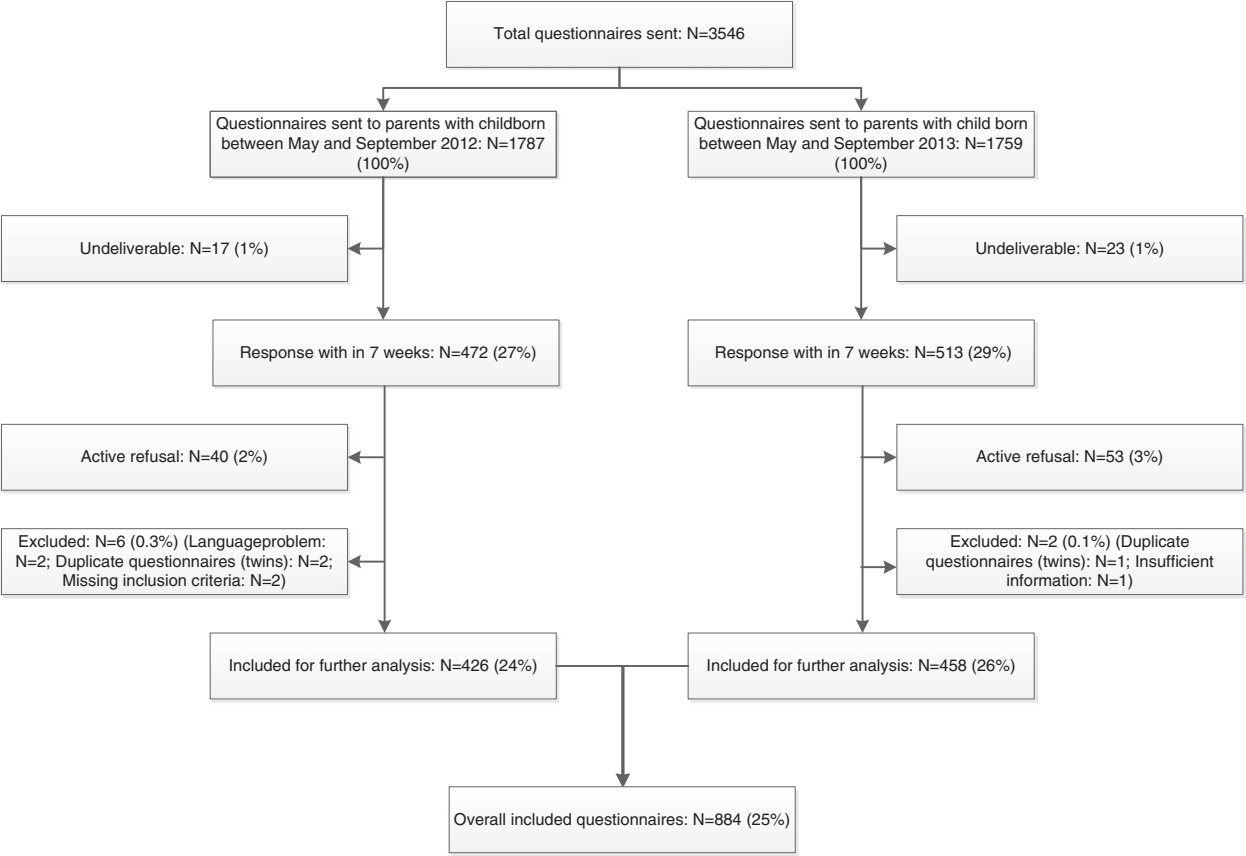 Total questionnaires sent: N=3546
Questionnaires sent to parents with childborn
between May and September 2012: N=1787
(100%)
Questionnaires sent to parents with child born
between May and September 2013: N=1759
(100%)
Undeliverable: N=17 (1%)
Undeliverable: N=23 (1%)
Response with in 7 weeks: N=472 (27%)
Response with in 7 weeks: N=513 (29%)
Active refusal: N=40 (2%)
Active refusal: N=53 (3%)
Excluded: N=6 (0.3%) (Languageproblem:
N=2; Duplicate questionnaires (twins): N=2;
Missing inclusion criteria: N=2)
Excluded: N=2 (0.1%) (Duplicate
questionnaires (twins): N=1; Insufficient
information: N=1)
Included for further analysis: N=426 (24%)
Included for further analysis: N=458 (26%)
Overall included questionnaires: N=884 (25%)